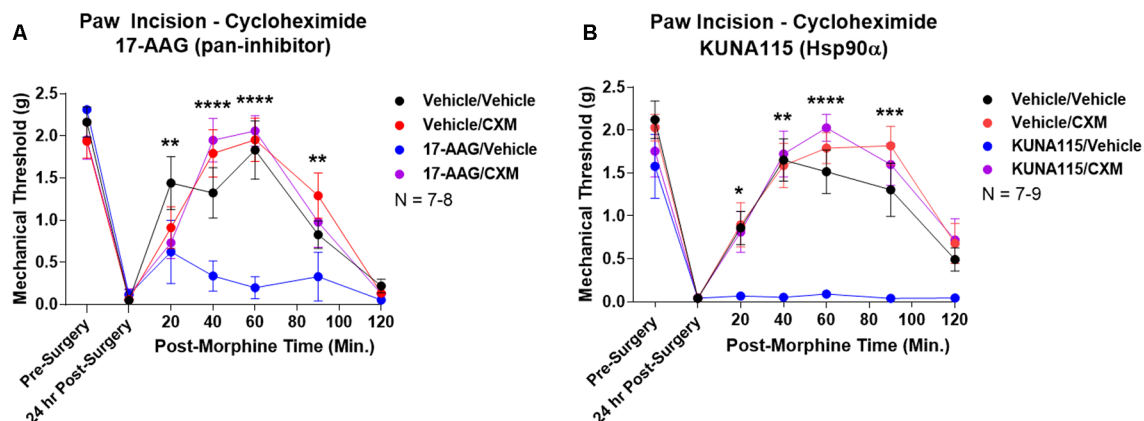 A
Paw Incision - Cycloheximide
17-AAG (pan-inhibitor)
Mechanical Threshold (g)
2.5
2.0
1.5
1.0
0.5
0.0
**
****
****
**
Pre-Surgery
24 hr Post-Surgery
20
40
60
80
100
120
Post-Morphine Time (Min.)
Vehicle/Vehicle
Vehicle/CXM
17-AAG/Vehicle
17-AAG/CXM
N = 7-8
B
Paw Incision - Cycloheximide
KUNA115 (Hsp90α)
Mechanical Threshold (g)
2.5
2.0
1.5
1.0
0.5
0.0
*
**
****
***
Pre-Surgery
24 hr Post-Surgery
20
40
60
80
100
120
Post-Morphine Time (Min.)
Vehicle/Vehicle
Vehicle/CXM
KUNA115/Vehicle
KUNA115/CXM
N = 7-9